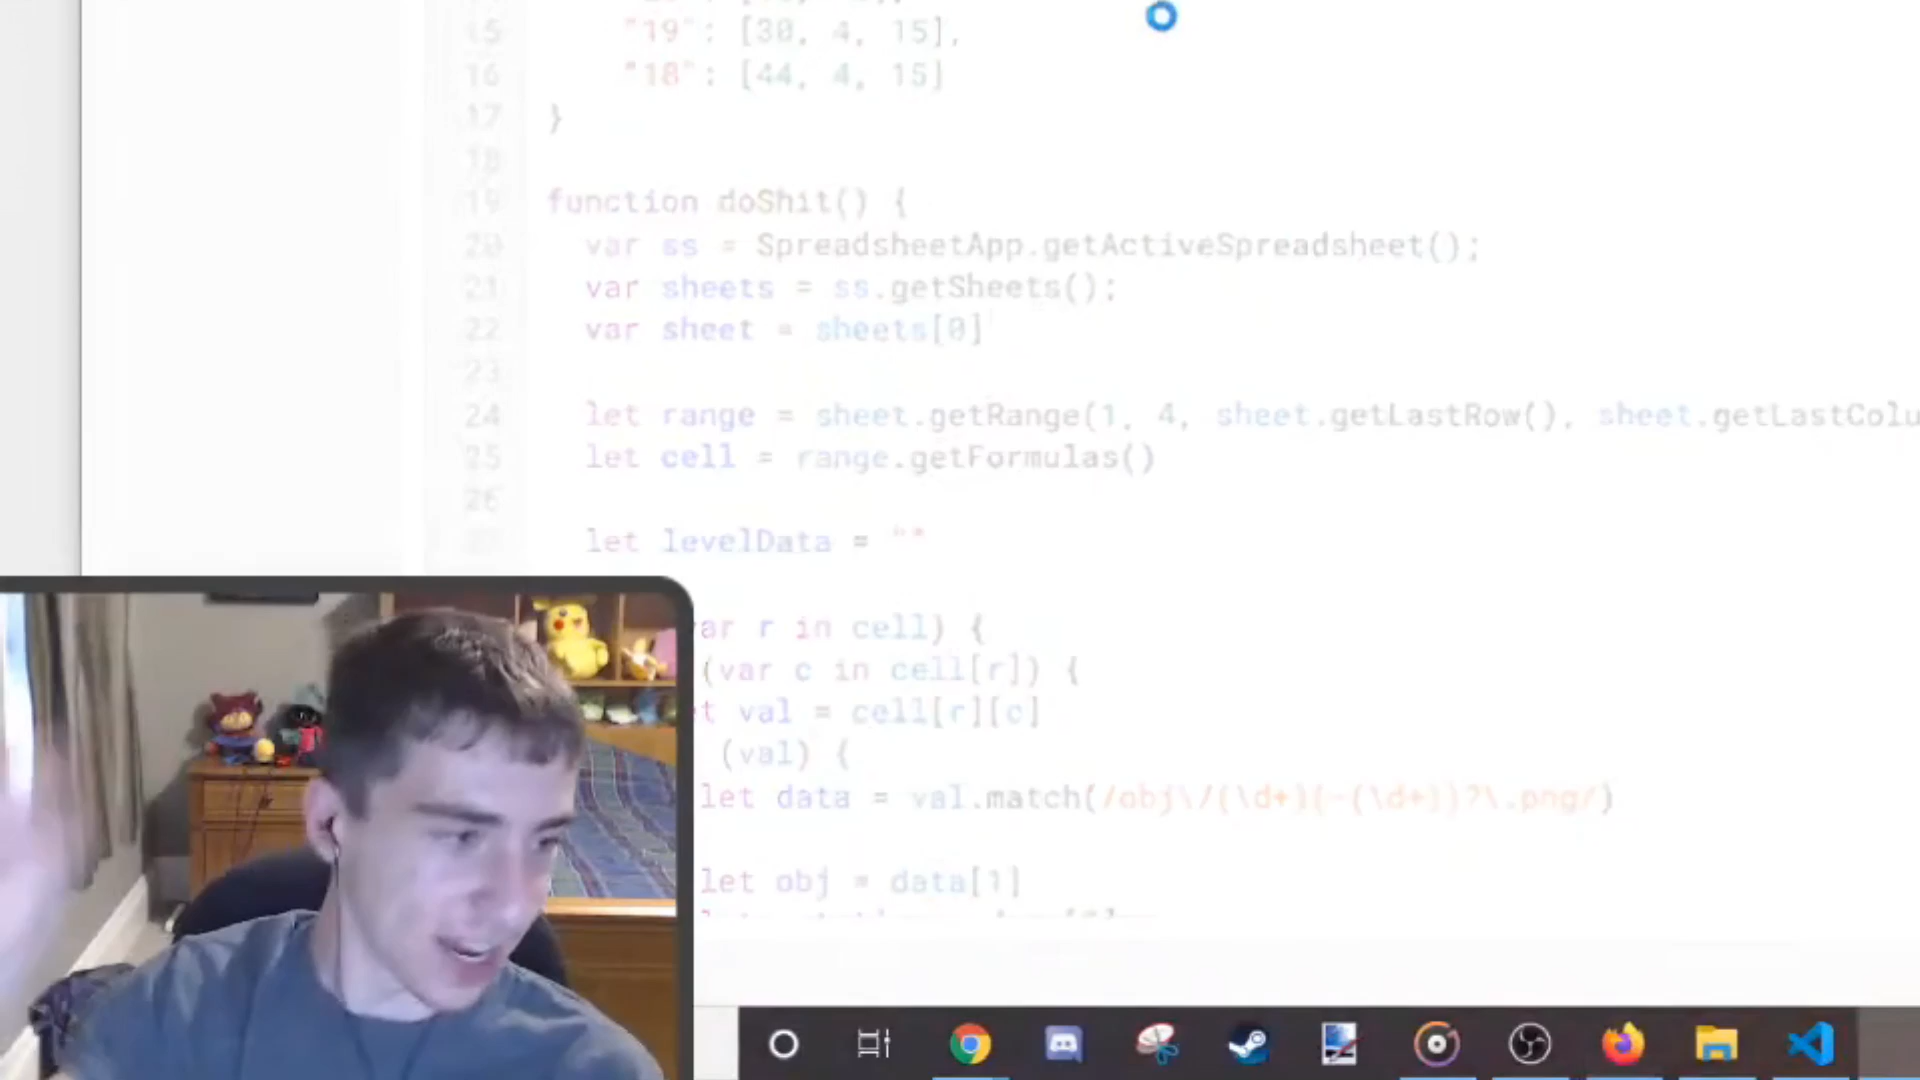 15 "19": [30, 4, 15],
16 "18": [44, 4, 15]
17 }
18
19 function doShit() {
20 var ss = SpreadsheetApp.getActiveSpreadsheet();
21 var sheets = ss.getSheets();
22 var sheet = sheets[0]
23
24 let range = sheet.getRange(1, 4, sheet.getLastRow(), sheet.getLastColu
25 let cell = range.getFormulas()
26
27 let levelData = ""
var r in cell) {
(var c in cell[r]) {
t val = cell[r][c]
(val) {
let data = val.match(/obj\/(\d+)(-(\d+))?\.png/)
let obj = data[1]